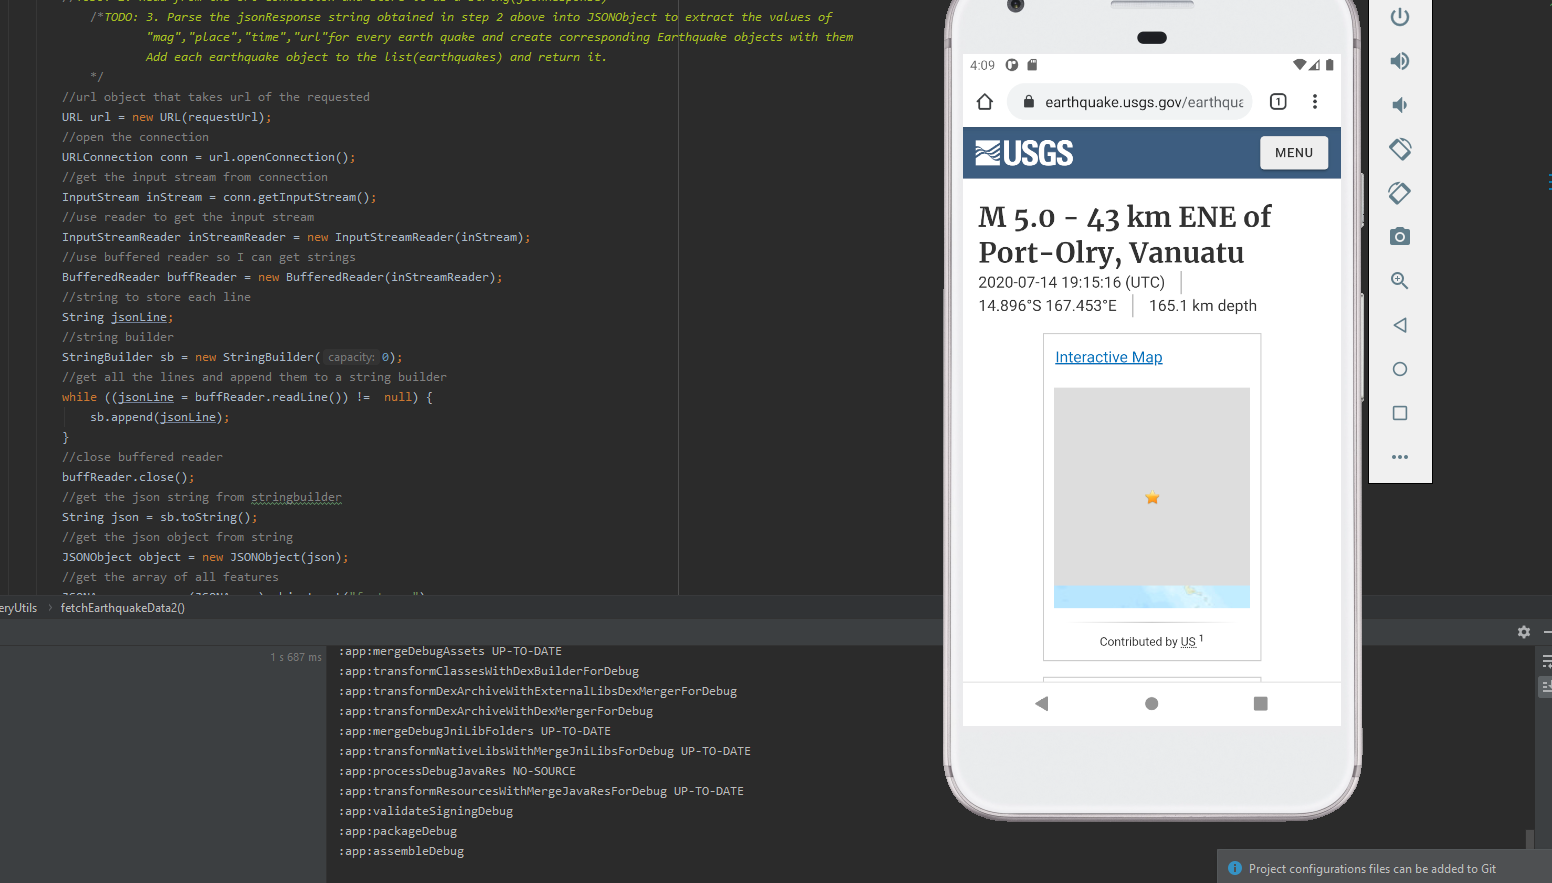 /*TODO: 3. Parse the jsonResponse string obtained in step 2 above into JSONObject to extract the values of
"mag","place","time","url"for every earth quake and create corresponding Earthquake objects with them
Add each earthquake object to the list(earthquakes) and return it.
*/
//url object that takes url of the requested
URL url = new URL(requestUrl);
//open the connection
URLConnection conn = url.openConnection();
//get the input stream from connection
InputStream inStream = conn.getInputStream();
//use reader to get the input stream
InputStreamReader inStreamReader = new InputStreamReader(inStream);
//use buffered reader so I can get strings
BufferedReader buffReader = new BufferedReader(inStreamReader);
//string to store each line
String jsonLine;
//string builder
StringBuilder sb = new StringBuilder( capacity: 0);
//get all the lines and append them to a string builder
while ((jsonLine = buffReader.readLine()) !=  null) {
sb.append(jsonLine);
}
//close buffered reader
buffReader.close();
//get the json string from stringbuilder
String json = sb.toString();
//get the json object from string
JSONObject object = new JSONObject(json);
//get the array of all features
eryUtils > fetchEarthquakeData2()
1 s 687 ms
:app:mergeDebugAssets UP-TO-DATE
:app:transformClassesWithDexBuilderForDebug
:app:transformDexArchiveWithExternalLibsDexMergerForDebug
:app:transformDexArchiveWithDexMergerForDebug
:app:mergeDebugJniLibFolders UP-TO-DATE
:app:transformNativeLibsWithMergeJniLibsForDebug UP-TO-DATE
:app:processDebugJavaRes NO-SOURCE
:app:transformResourcesWithMergeJavaResForDebug UP-TO-DATE
:app:validateSigningDebug
:app:packageDebug
:app:assembleDebug
4:09
earthquake.usgs.gov/earthqua
1
USGS
MENU
M 5.0 - 43 km ENE of
Port-Olry, Vanuatu
2020-07-14 19:15:16 (UTC)
14.896°S 167.453°E
165.1 km depth
Interactive Map
Contributed by US 1
Project configurations files can be added to Git